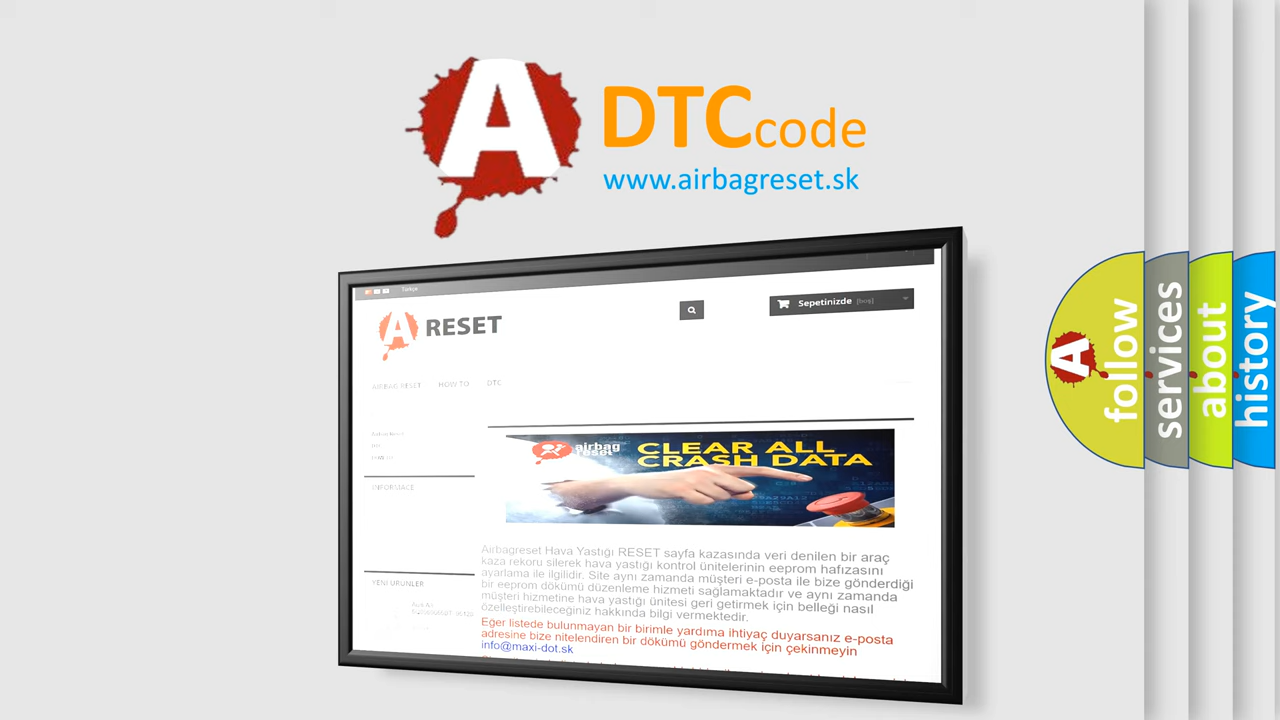 A DTCcode
www.airbagreset.sk
Türkçe
Sepetinizde [boş]
A RESET
AIRBAG RESET HOW TO DTC
INFORMACE
airbag
reset
CLEAR ALL
CRASH DATA
YENI ÜRÜNLER
Airbagreset Hava Yastığı RESET sayfa kazasında veri denilen bir araç
kaza rekoru silerek hava yastığı kontrol ünitelerinin eeprom hafızasını
ayarlama ile ilgilidir. Site aynı zamanda müşteri e-posta ile bize gönderdiği
bir eeprom dökümü düzenleme hizmeti sağlamaktadır ve aynı zamanda
müşteri hizmetine hava yastığı ünitesi geri getirmek için belleği nasıl
özelleştirebileceğiniz hakkında bilgi vermektedir.
Eger listede bulunmayan bir birimle yardıma ihtiyaç duyarsanız e-posta
adresine bize nitelendiren bir dökümü göndermek için çekinmeyin
info@maxi-dot.sk
A follow
services
about
history